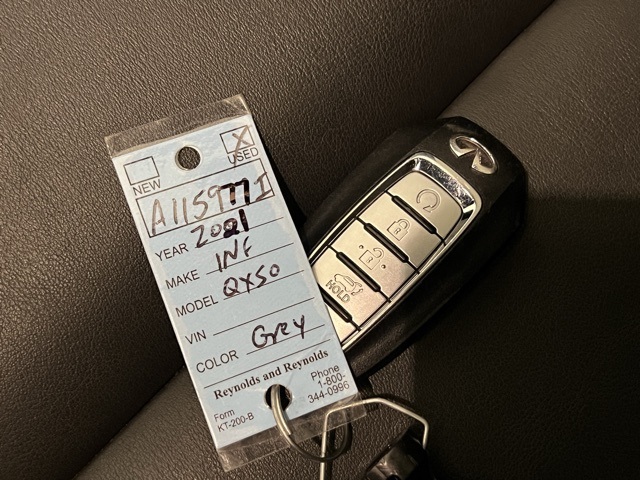 NEW
X
USED
A115977I
YEAR 2021
MAKE INF
MODEL QX50
VIN
COLOR Grey
Reynolds and Reynolds
Form
KT-200-B
Phone
1-800-
344-0996
HOLD